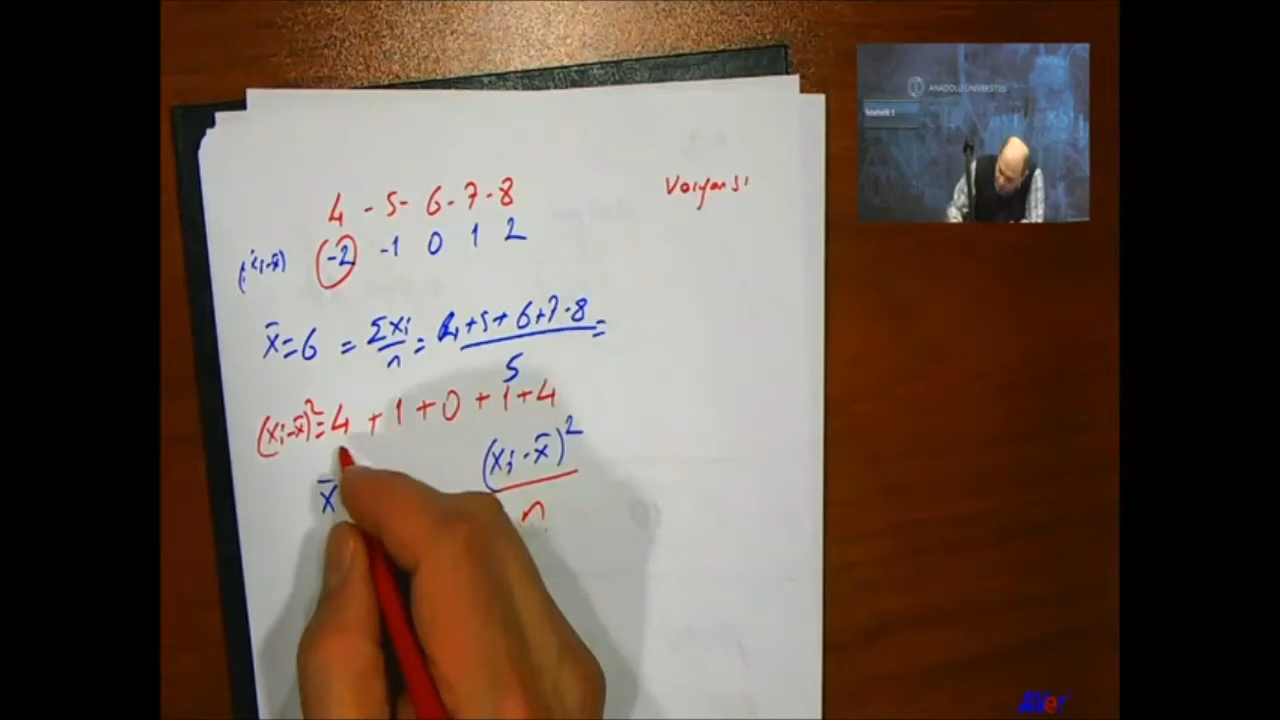 4 - 5 - 6 - 7 - 8
Varyansı
(xi-x̄) -2 -1 0 1 2
x̄ = 6 = Σxi/n = 4+5+6+7+8/5 =
(xi-x̄)² = 4 + 1 + 0 + 1 + 4
x̄
(xi - x̄)²/n
ANADOLU ÜNİVERSİTESİ
AVer